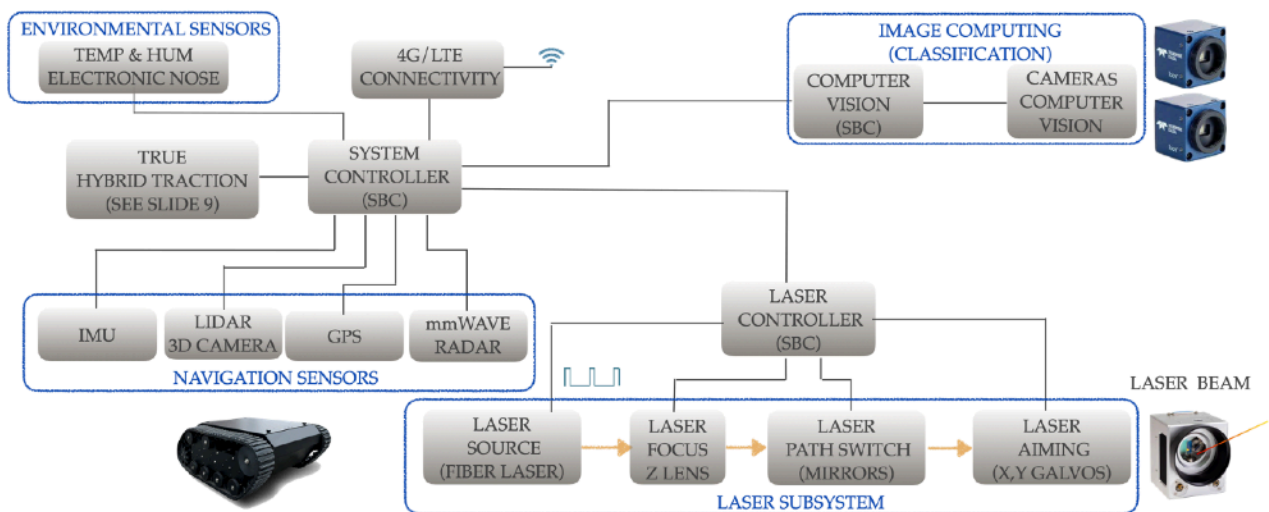 ENVIRONMENTAL SENSORS
TEMP & HUM
ELECTRONIC NOSE
4G/LTE
CONNECTIVITY
IMAGE COMPUTING
(CLASSIFICATION)
COMPUTER
VISION
(SBC)
CAMERAS
COMPUTER
VISION
TRUE
HYBRID TRACTION
(SEE SLIDE 9)
SYSTEM
CONTROLLER
(SBC)
IMU
LIDAR
3D CAMERA
GPS
mmWAVE
RADAR
NAVIGATION SENSORS
LASER
CONTROLLER
(SBC)
LASER BEAM
LASER
SOURCE
(FIBER LASER)
LASER
FOCUS
Z LENS
LASER
PATH SWITCH
(MIRRORS)
LASER
AIMING
(X,Y GALVOS)
LASER SUBSYSTEM